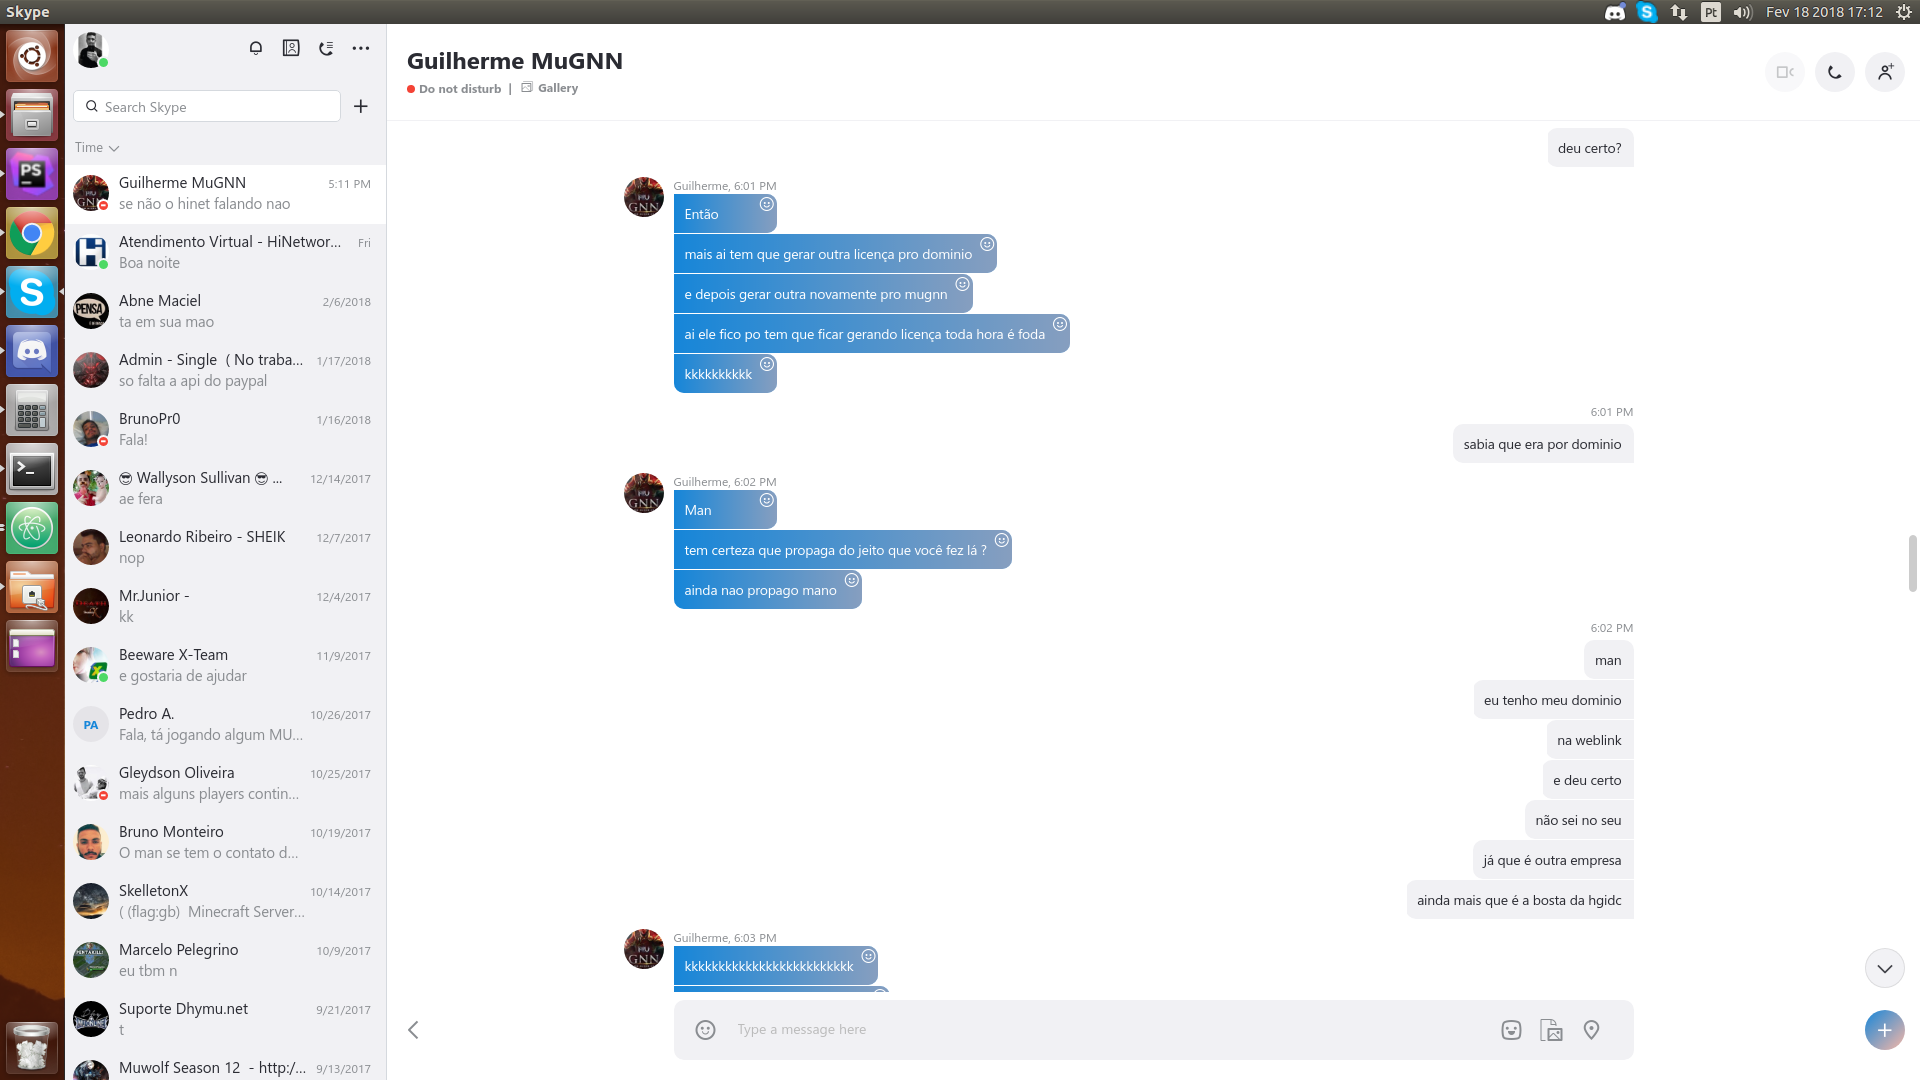 Skype
Pt
Fev 18 2018 17:12
Search Skype
Time
Guilherme MuGNN
5:11 PM
se não o hinet falando nao
Atendimento Virtual - HiNetwor...
Fri
Boa noite
Abne Maciel
2/6/2018
ta em sua mao
Admin - Single ( No traba...
1/17/2018
so falta a api do paypal
BrunoPr0
1/16/2018
Fala!
😎 Wallyson Sullivan 😎 ...
12/14/2017
ae fera
Leonardo Ribeiro - SHEIK
12/7/2017
nop
Mr.Junior -
12/4/2017
kk
Beeware X-Team
11/9/2017
e gostaria de ajudar
PA
Pedro A.
10/26/2017
Fala, tá jogando algum MU...
Gleydson Oliveira
10/25/2017
mais alguns players contin...
Bruno Monteiro
10/19/2017
O man se tem o contato d...
SkelletonX
10/14/2017
( (flag:gb) Minecraft Server...
Marcelo Pelegrino
10/9/2017
eu tbm n
Suporte Dhymu.net
9/21/2017
t
Muwolf Season 12 - http:/...
9/13/2017
Guilherme MuGNN
Do not disturb | Gallery
deu certo?
Guilherme, 6:01 PM
Então
mais ai tem que gerar outra licença pro dominio
e depois gerar outra novamente pro mugnn
ai ele fico po tem que ficar gerando licença toda hora é foda
kkkkkkkkkk
6:01 PM
sabia que era por dominio
Guilherme, 6:02 PM
Man
tem certeza que propaga do jeito que você fez lá ?
ainda nao propago mano
6:02 PM
man
eu tenho meu dominio
na weblink
e deu certo
não sei no seu
já que é outra empresa
ainda mais que é a bosta da hgidc
Guilherme, 6:03 PM
kkkkkkkkkkkkkkkkkkkkkkkkk
Type a message here
PS
PENSA